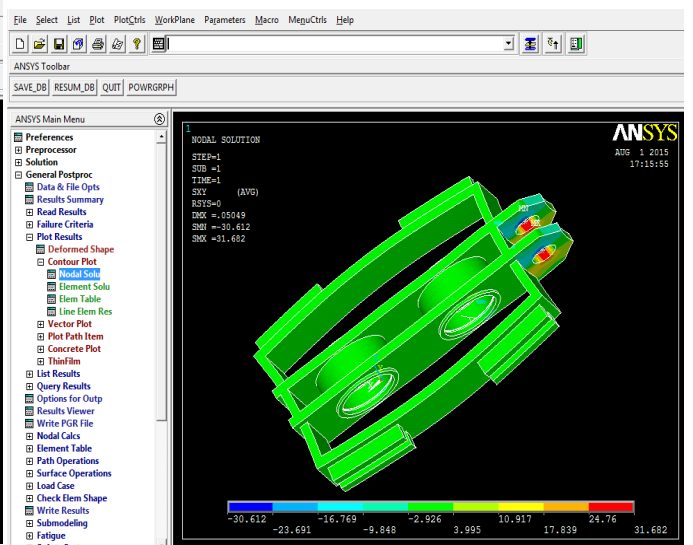 File Select List Plot PlotCtrls WorkPlane Parameters Macro MenuCtrls Help
ANSYS Toolbar
SAVE_DB RESUM_DB QUIT POWRGRPH
ANSYS Main Menu
Preferences
Preprocessor
Solution
General Postproc
Data & File Opts
Results Summary
Read Results
Failure Criteria
Plot Results
Deformed Shape
Contour Plot
Nodal Solu
Element Solu
Elem Table
Line Elem Res
Vector Plot
Plot Path Item
Concrete Plot
ThinFilm
List Results
Query Results
Options for Outp
Results Viewer
Write PGR File
Nodal Calcs
Element Table
Path Operations
Surface Operations
Load Case
Check Elem Shape
Write Results
Submodeling
Fatigue
1
NODAL SOLUTION
STEP=1
SUB =1
TIME=1
SXY (AVG)
RSYS=0
DMX =.05049
SMN =-30.612
SMX =31.682
ANSYS
AUG 1 2015
17:15:55
MN
MX
-30.612 -16.769 -2.926 10.917 24.76
-23.691 -9.848 3.995 17.839 31.682